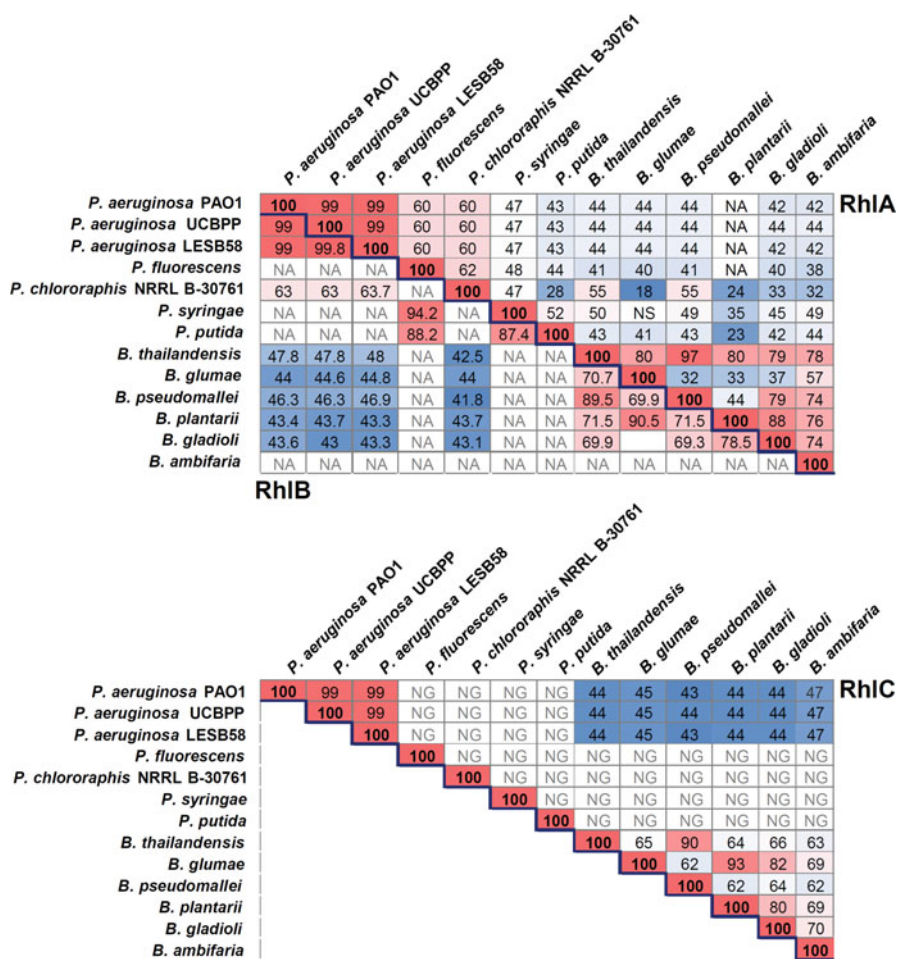 P. aeruginosa PAO1
P. aeruginosa UCBPP
P. aeruginosa LESB58
P. fluorescens
P. chlororaphis NRRL B-30761
P. syringae
P. putida
B. thailandensis
B. glumae
B. pseudomallei
B. plantarii
B. gladioli
B. ambifaria
P. aeruginosa PAO1 100 99 99 60 60 47 43 44 44 44 NA 42 42 RhlA
P. aeruginosa UCBPP 99 100 99 60 60 47 43 44 44 44 NA 44 44
P. aeruginosa LESB58 99 99.8 100 60 60 47 43 44 44 44 NA 42 42
P. fluorescens NA NA NA 100 62 48 44 41 40 41 NA 40 38
P. chlororaphis NRRL B-30761 63 63 63.7 NA 100 47 28 55 18 55 24 33 32
P. syringae NA NA NA 94.2 NA 100 52 50 NS 49 35 45 49
P. putida NA NA NA 88.2 NA 87.4 100 43 41 43 23 42 44
B. thailandensis 47.8 47.8 48 NA 42.5 NA NA 100 80 97 80 79 78
B. glumae 44 44.6 44.8 NA 44 NA NA 70.7 100 32 33 37 57
B. pseudomallei 46.3 46.3 46.9 NA 41.8 NA NA 89.5 69.9 100 44 79 74
B. plantarii 43.4 43.7 43.3 NA 43.7 NA NA 71.5 90.5 71.5 100 88 76
B. gladioli 43.6 43 43.3 NA 43.1 NA NA 69.9 69.3 78.5 100 74
B. ambifaria NA NA NA NA NA NA NA NA NA NA NA NA 100
RhlB
P. aeruginosa PAO1
P. aeruginosa UCBPP
P. aeruginosa LESB58
P. fluorescens
P. chlororaphis NRRL B-30761
P. syringae
P. putida
B. thailandensis
B. glumae
B. pseudomallei
B. plantarii
B. gladioli
B. ambifaria
P. aeruginosa PAO1 100 99 99 NG NG NG NG 44 45 43 44 44 47 RhlC
P. aeruginosa UCBPP 100 99 NG NG NG NG 44 45 44 44 44 47
P. aeruginosa LESB58 100 NG NG NG NG 44 45 43 44 44 47
P. fluorescens 100 NG NG NG NG NG NG NG NG NG
P. chlororaphis NRRL B-30761 100 NG NG NG NG NG NG NG NG
P. syringae 100 NG NG NG NG NG NG NG
P. putida 100 NG NG NG NG NG NG
B. thailandensis 100 65 90 64 66 63
B. glumae 100 62 93 82 69
B. pseudomallei 100 62 64 62
B. plantarii 100 80 69
B. gladioli 100 70
B. ambifaria 100